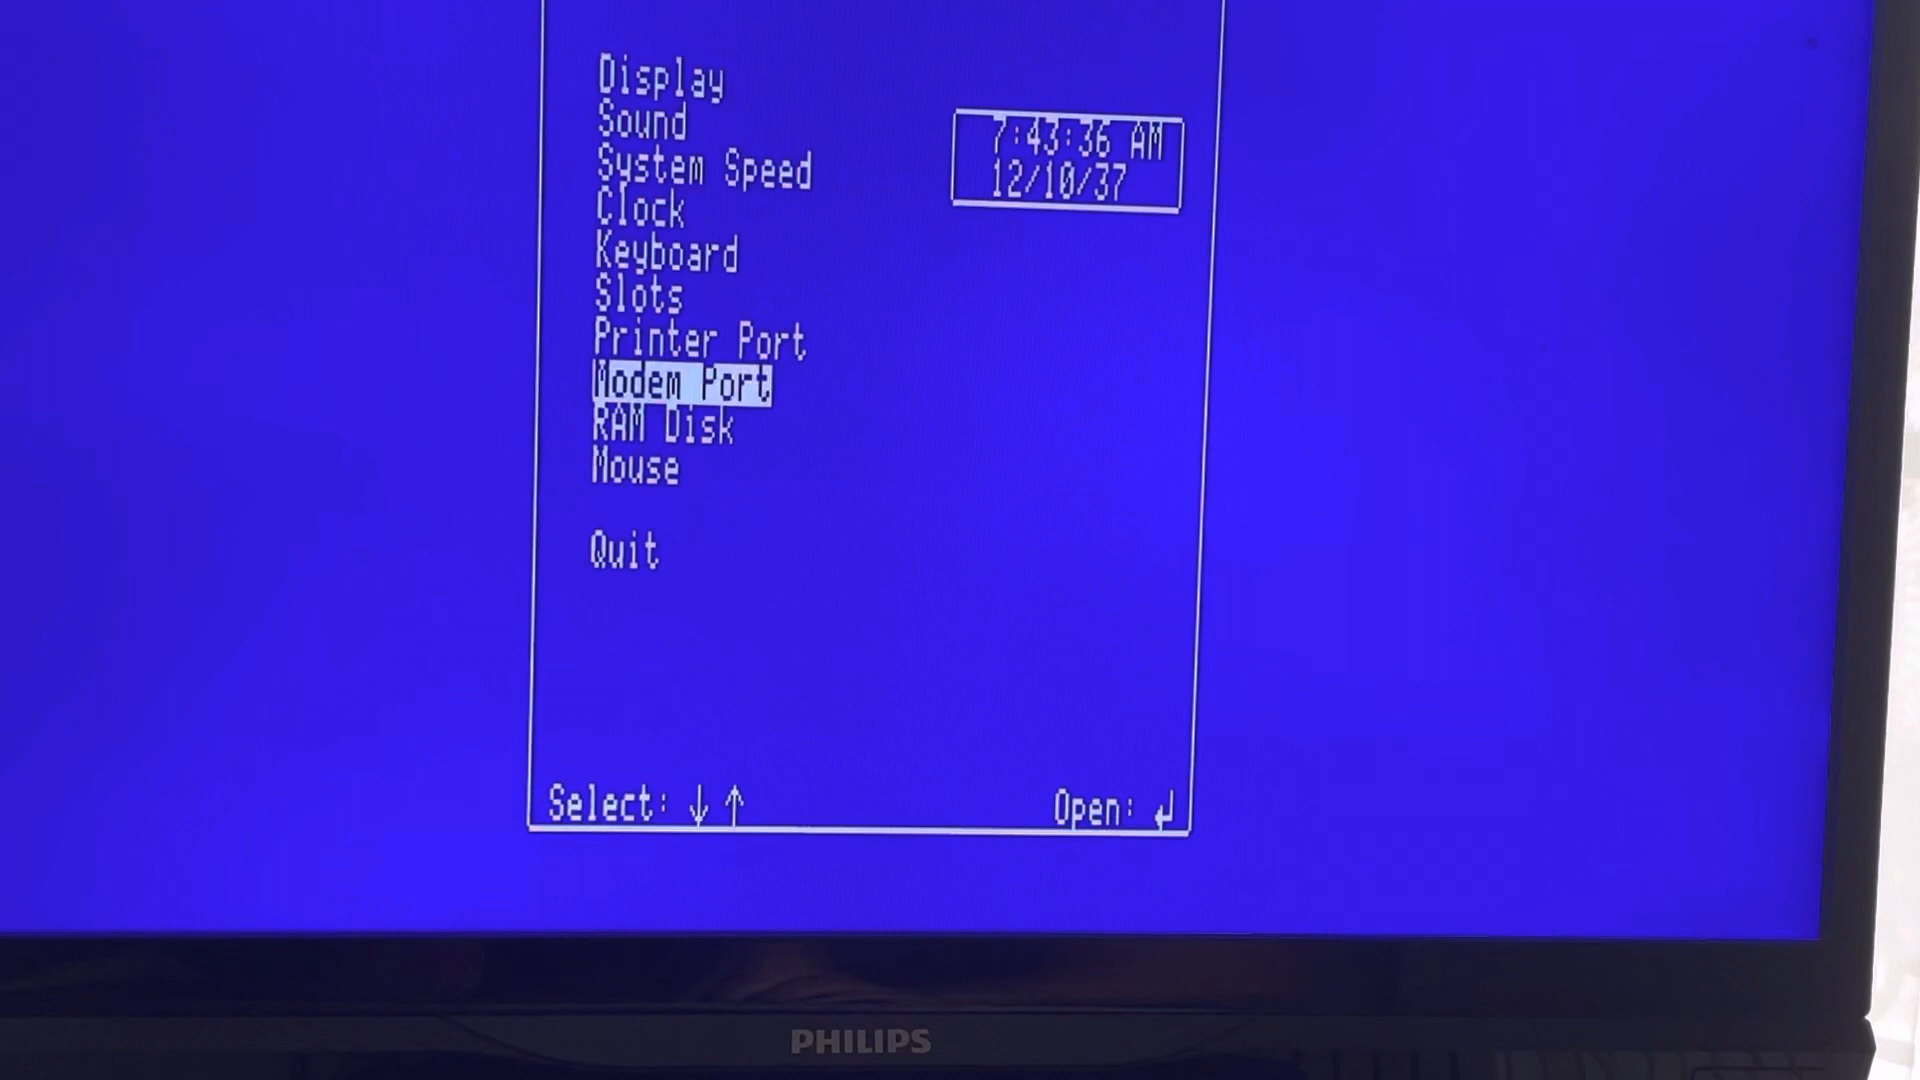 Display
Sound
System Speed
Clock
Keyboard
Slots
Printer Port
Modem Port
RAM Disk
Mouse
Quit
7:43:36 AM
12/10/37
Select: ↓ ↑
Open: ↵
PHILIPS